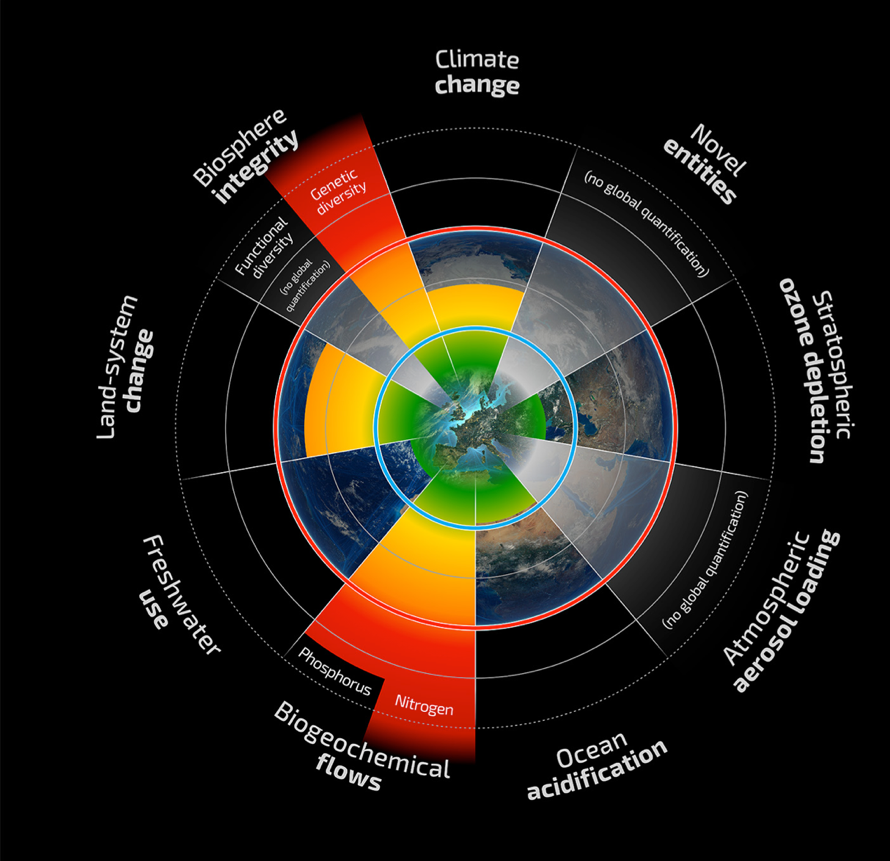 Climate
change
Novel
entities
(no global quantification)
Stratospheric
ozone depletion
Atmospheric
aerosol loading
(no global quantification)
Ocean
acidification
Biogeochemical
flows
Phosphorus
Nitrogen
Freshwater
use
Land-system
change
Biosphere
integrity
Functional
diversity
(no global
quantification)
Genetic
diversity